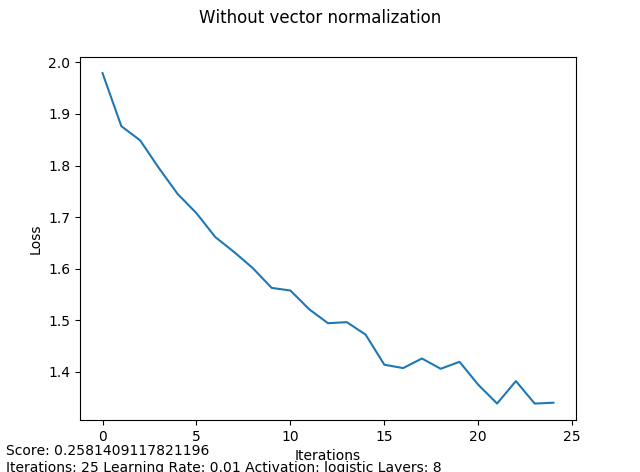 Without vector normalization
2.0
1.9
1.8
1.7
1.6
1.5
1.4
Loss
0 5 10 15 20 25
Iterations
Score: 0.2581409117821196
Iterations: 25 Learning Rate: 0.01 Activation: logistic Layers: 8